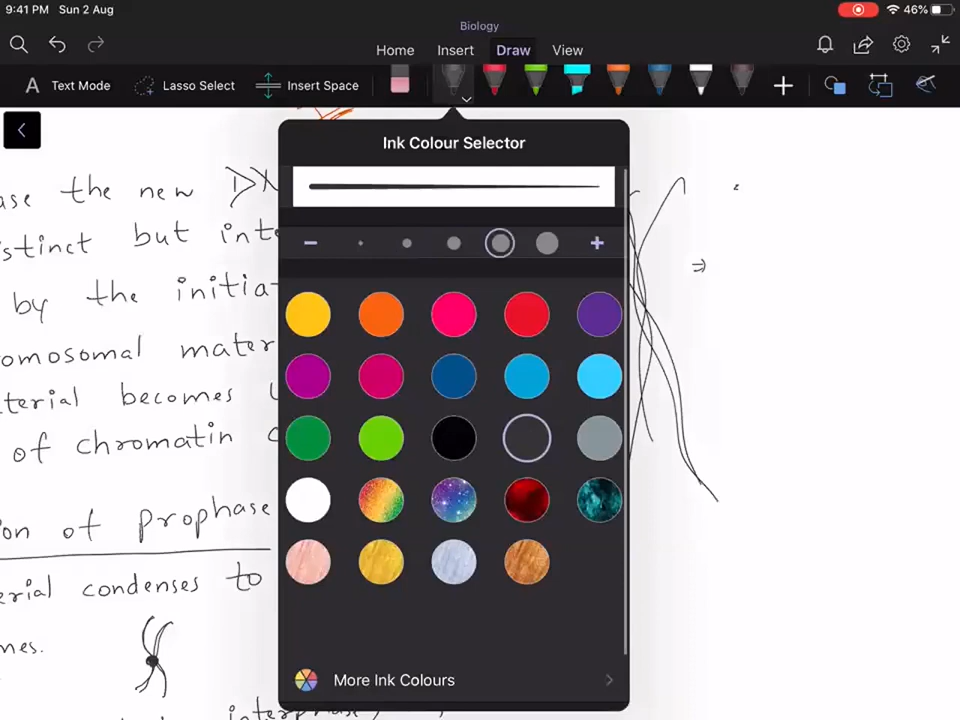 9:41 PM Sun 2 Aug
46%
Biology
Home Insert Draw View
Text Mode Lasso Select Insert Space
Ink Colour Selector
ase the new
stinct but inte
by the initia
omosomal mater
terial becomes
of chromatin
on of prophase
erial condenses to
mes.
interphase
More Ink Colours